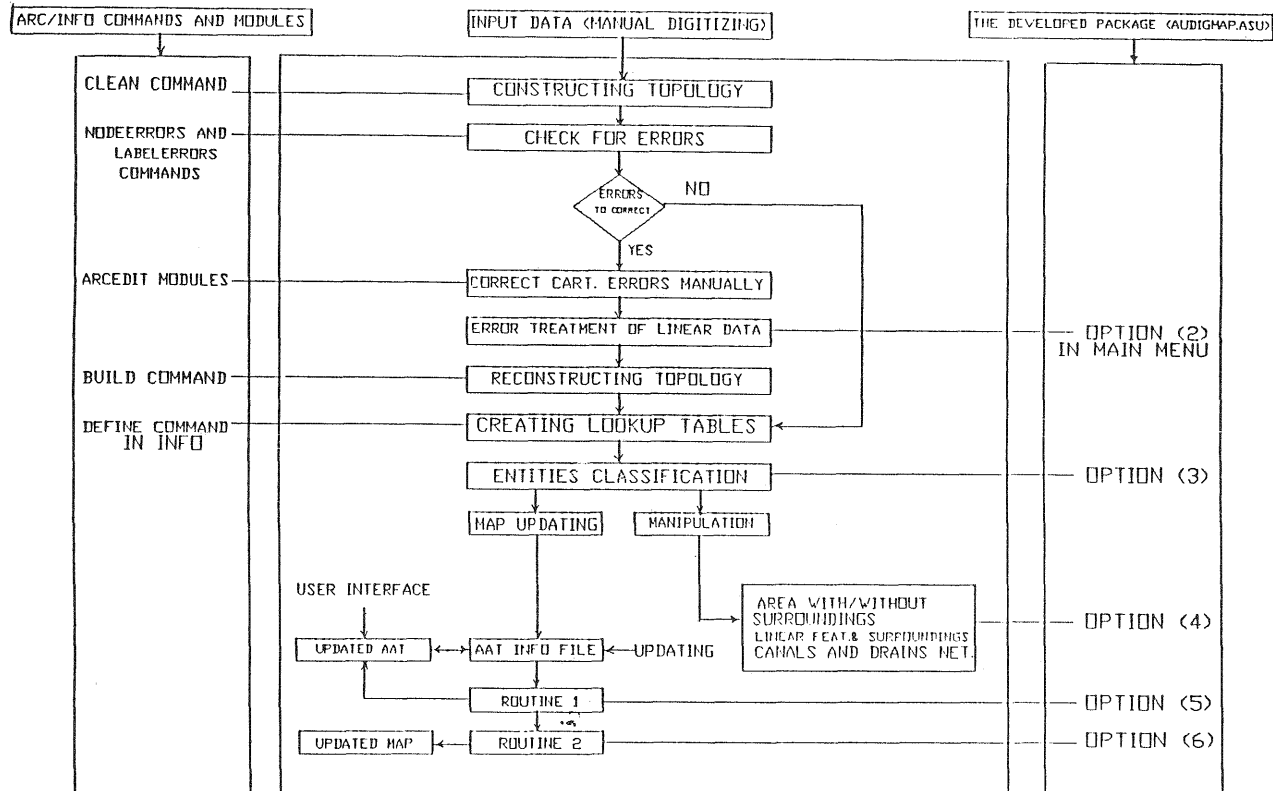 ARC/INFO COMMANDS AND MODULES
INPUT DATA (MANUAL DIGITIZING)
THE DEVELOPED PACKAGE (AUDIGMAP.ASU)
CLEAN COMMAND
CONSTRUCTING TOPOLOGY
NODEERRORS AND
LABELERRORS
COMMANDS
CHECK FOR ERRORS
ERRORS
TO CORRECT
NO
YES
ARCEDIT MODULES
CORRECT CART. ERRORS MANUALLY
ERROR TREATMENT OF LINEAR DATA
OPTION (2)
IN MAIN MENU
BUILD COMMAND
RECONSTRUCTING TOPOLOGY
DEFINE COMMAND
IN INFO
CREATING LOOKUP TABLES
ENTITIES CLASSIFICATION
OPTION (3)
MAP UPDATING
MANIPULATION
USER INTERFACE
AREA WITH/WITHOUT
SURROUNDINGS
LINEAR FEAT.& SURROUNDINGS
CANALS AND DRAINS NET.
OPTION (4)
UPDATED AAT
AAT INFO FILE
UPDATING
ROUTINE 1
OPTION (5)
UPDATED MAP
ROUTINE 2
OPTION (6)